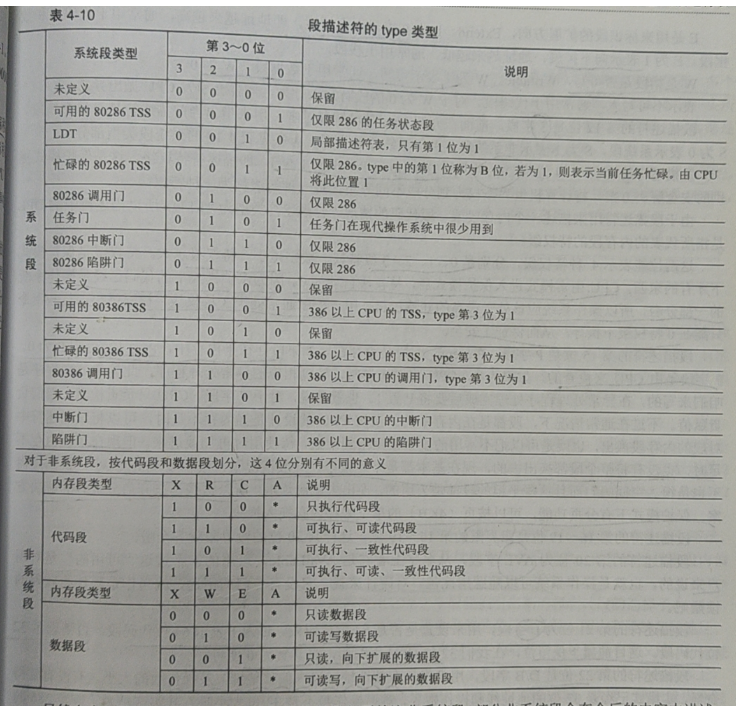 表 4-10
段描述符的 type 类型
系统段类型 第 3～0 位 说明
3 2 1 0
系统段
未定义 0 0 0 0 保留
可用的 80286 TSS 0 0 0 1 仅限 286 的任务状态段
LDT 0 0 1 0 局部描述符表，只有第 1 位为 1
忙碌的 80286 TSS 0 0 1 1 仅限 286。type 中的第 1 位称为 B 位，若为 1，则表示当前任务忙碌。由 CPU
将此位置 1
80286 调用门 0 1 0 0 仅限 286
任务门 0 1 0 1 任务门在现代操作系统中很少用到
80286 中断门 0 1 1 0 仅限 286
80286 陷阱门 0 1 1 1 仅限 286
未定义 1 0 0 0 保留
可用的 80386TSS 1 0 0 1 386 以上 CPU 的 TSS，type 第 3 位为 1
未定义 1 0 1 0 保留
忙碌的 80386 TSS 1 0 1 1 386 以上 CPU 的 TSS，type 第 3 位为 1
80386 调用门 1 1 0 0 386 以上 CPU 的调用门，type 第 3 位为 1
未定义 1 1 0 1 保留
中断门 1 1 1 0 386 以上 CPU 的中断门
陷阱门 1 1 1 1 386 以上 CPU 的陷阱门
对于非系统段，按代码段和数据段划分，这 4 位分别有不同的意义
非系统段
内存段类型 X R C A 说明
代码段
1 0 0 * 只执行代码段
1 1 0 * 可执行、可读代码段
1 0 1 * 可执行、一致性代码段
1 1 1 * 可执行、可读、一致性代码段
内存段类型 X W E A 说明
数据段
0 0 0 * 只读数据段
0 1 0 * 可读写数据段
0 0 1 * 只读，向下扩展的数据段
0 1 1 * 可读写，向下扩展的数据段